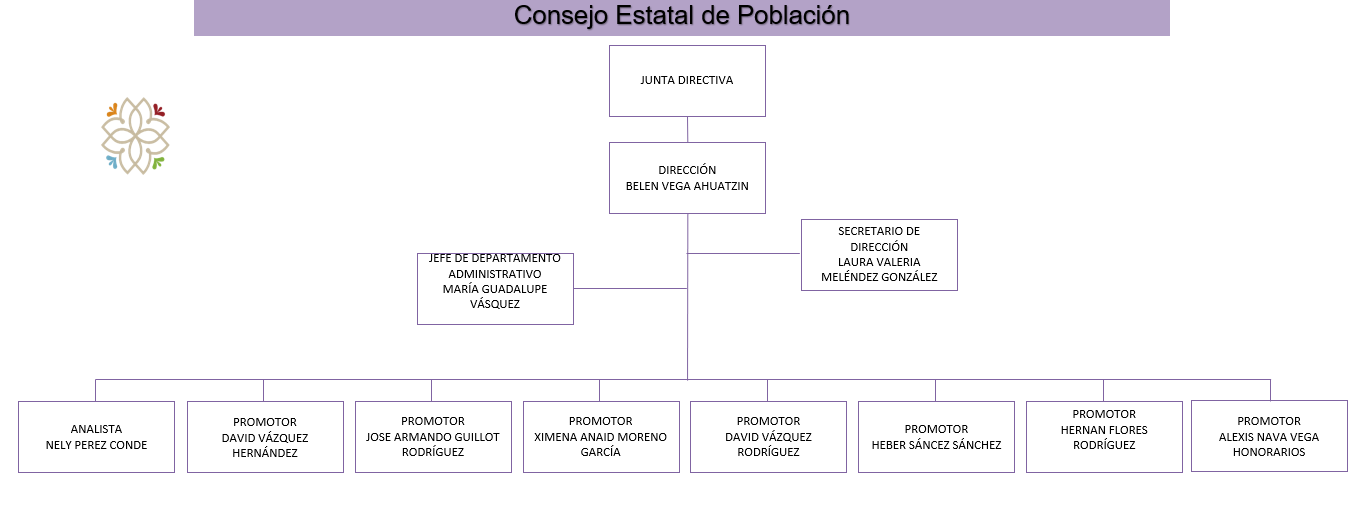 Consejo Estatal de Población
JUNTA DIRECTIVA
DIRECCIÓN
BELEN VEGA AHUATZIN
SECRETARIO DE
DIRECCIÓN
LAURA VALERIA
MELÉNDEZ GONZÁLEZ
JEFE DE DEPARTAMENTO
ADMINISTRATIVO
MARÍA GUADALUPE
VÁSQUEZ
ANALISTA
NELY PEREZ CONDE
PROMOTOR
DAVID VÁZQUEZ
HERNÁNDEZ
PROMOTOR
JOSE ARMANDO GUILLOT
RODRÍGUEZ
PROMOTOR
XIMENA ANAID MORENO
GARCÍA
PROMOTOR
DAVID VÁZQUEZ
RODRÍGUEZ
PROMOTOR
HEBER SÁNCEZ SÁNCHEZ
PROMOTOR
HERNAN FLORES
RODRÍGUEZ
PROMOTOR
ALEXIS NAVA VEGA
HONORARIOS